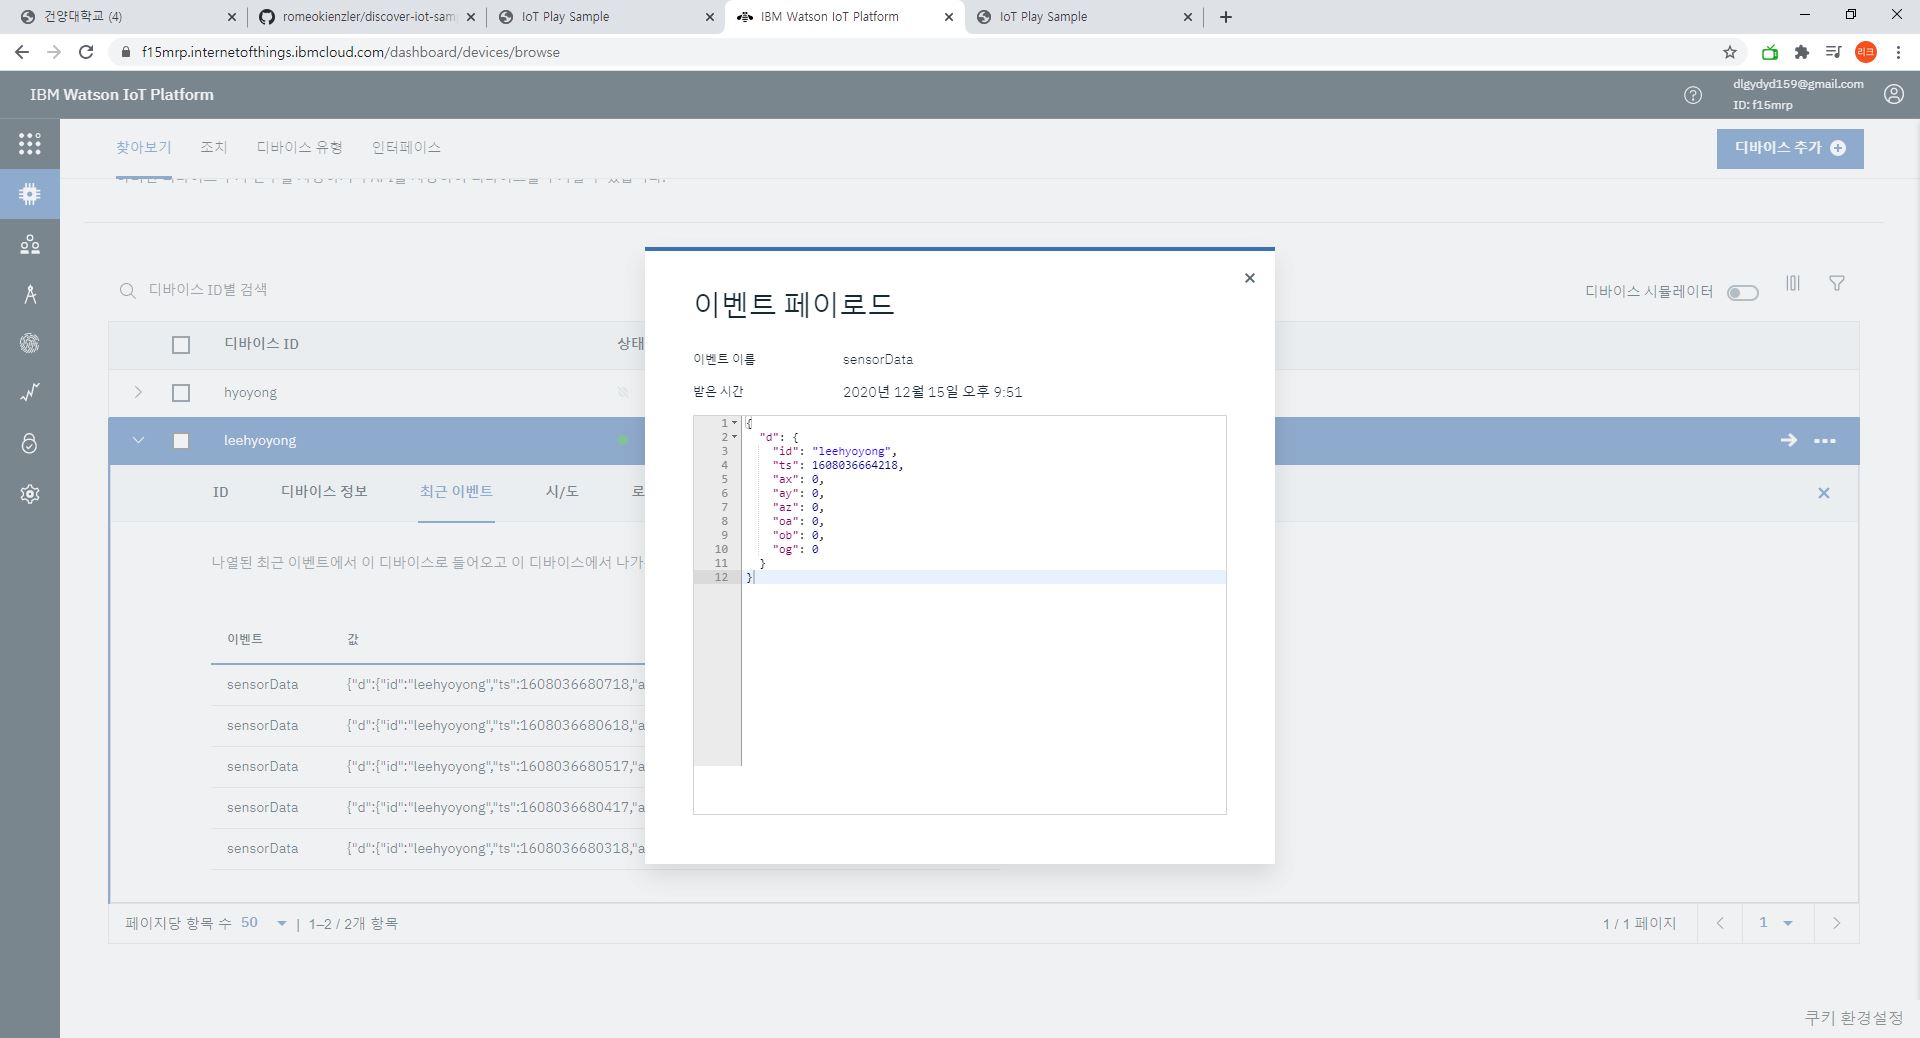 건양대학교 (4)
romeokienzler/discover-iot-sam
IoT Play Sample
IBM Watson IoT Platform
IoT Play Sample
f15mrp.internetofthings.ibmcloud.com/dashboard/devices/browse
리크
IBM Watson IoT Platform
dlgydyd159@gmail.com
ID: f15mrp
찾아보기 조치 디바이스 유형 인터페이스
디바이스 추가
디바이스 ID별 검색
디바이스 시뮬레이터
디바이스 ID 상태
hyoyong
leehyoyong
ID 디바이스 정보 최근 이벤트 시/도 로
나열된 최근 이벤트에서 이 디바이스로 들어오고 이 디바이스에서 나가
이벤트 값
sensorData {"d":{"id":"leehyoyong","ts":1608036680718,"a
sensorData {"d":{"id":"leehyoyong","ts":1608036680618,"a
sensorData {"d":{"id":"leehyoyong","ts":1608036680517,"a
sensorData {"d":{"id":"leehyoyong","ts":1608036680417,"a
sensorData {"d":{"id":"leehyoyong","ts":1608036680318,"a
이벤트 페이로드
이벤트 이름 sensorData
받은 시간 2020년 12월 15일 오후 9:51
1 {
2 "d": {
3 "id": "leehyoyong",
4 "ts": 1608036664218,
5 "ax": 0,
6 "ay": 0,
7 "az": 0,
8 "oa": 0,
9 "ob": 0,
10 "og": 0
11 }
12 }
페이지당 항목 수 50 | 1–2 / 2개 항목
1 / 1 페이지 1
쿠키 환경설정